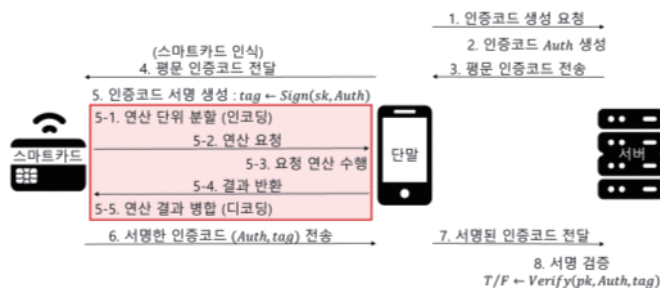 1. 인증코드 생성 요청
2. 인증코드 Auth 생성
3. 평문 인증코드 전송
(스마트카드 인식)
4. 평문 인증코드 전달
5. 인증코드 서명 생성 : tag ← Sign(sk, Auth)
5-1. 연산 단위 분할 (인코딩)
5-2. 연산 요청
5-3. 요청 연산 수행
5-4. 결과 반환
5-5. 연산 결과 병합 (디코딩)
스마트카드
단말
서버
6. 서명한 인증코드 (Auth, tag) 전송
7. 서명된 인증코드 전달
8. 서명 검증
T/F ← Verify(pk, Auth, tag)